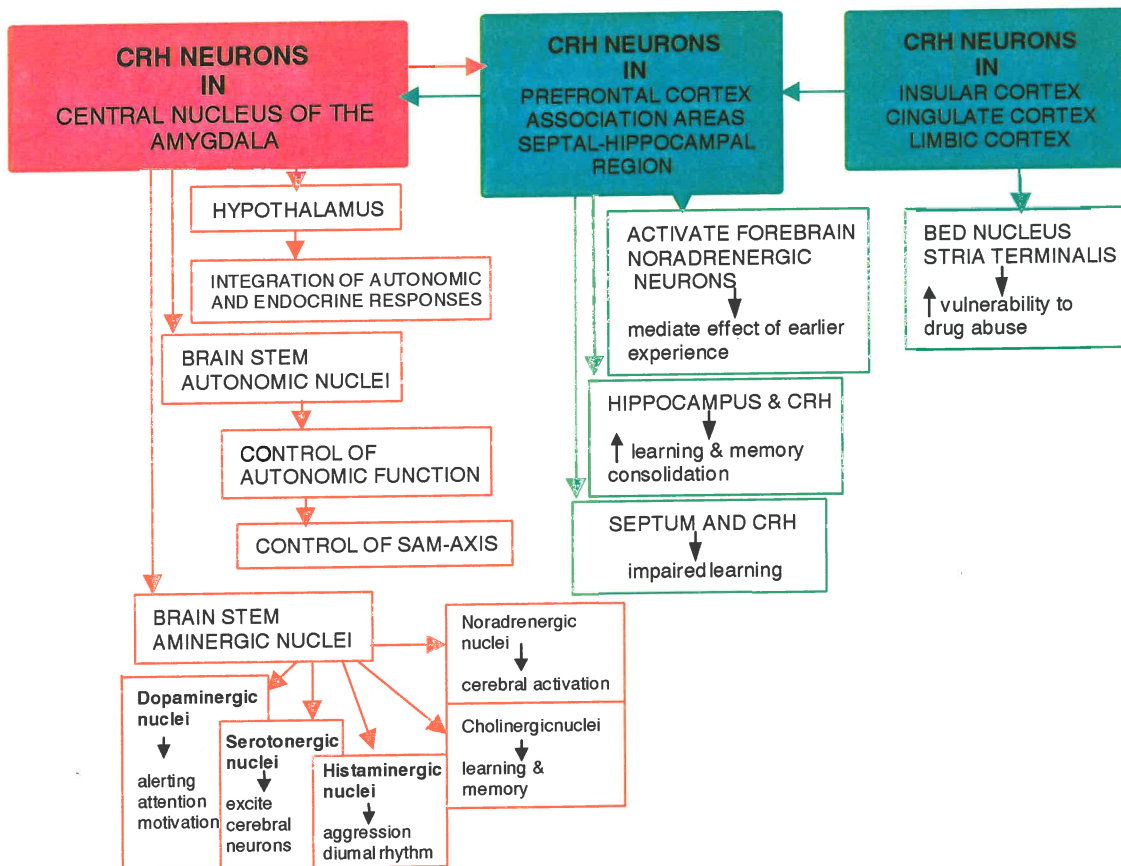 CRH NEURONS
IN
CENTRAL NUCLEUS OF THE
AMYGDALA
CRH NEURONS
IN
PREFRONTAL CORTEX
ASSOCIATION AREAS
SEPTAL-HIPPOCAMPAL
REGION
CRH NEURONS
IN
INSULAR CORTEX
CINGULATE CORTEX
LIMBIC CORTEX
HYPOTHALAMUS
INTEGRATION OF AUTONOMIC
AND ENDOCRINE RESPONSES
BRAIN STEM
AUTONOMIC NUCLEI
CONTROL OF
AUTONOMIC FUNCTION
CONTROL OF SAM-AXIS
BRAIN STEM
AMINERGIC NUCLEI
Dopaminergic
nuclei
alerting
attention
motivation
Serotonergic
nuclei
excite
cerebral
neurons
Histaminergic
nuclei
aggression
diumal rhythm
Noradrenergic
nuclei
cerebral activation
Cholinergicnuclei
learning &
memory
ACTIVATE FOREBRAIN
NORADRENERGIC
NEURONS
mediate effect of earlier
experience
HIPPOCAMPUS & CRH
learning & memory
consolidation
SEPTUM AND CRH
impaired learning
BED NUCLEUS
STRIA TERMINALIS
vulnerability to
drug abuse